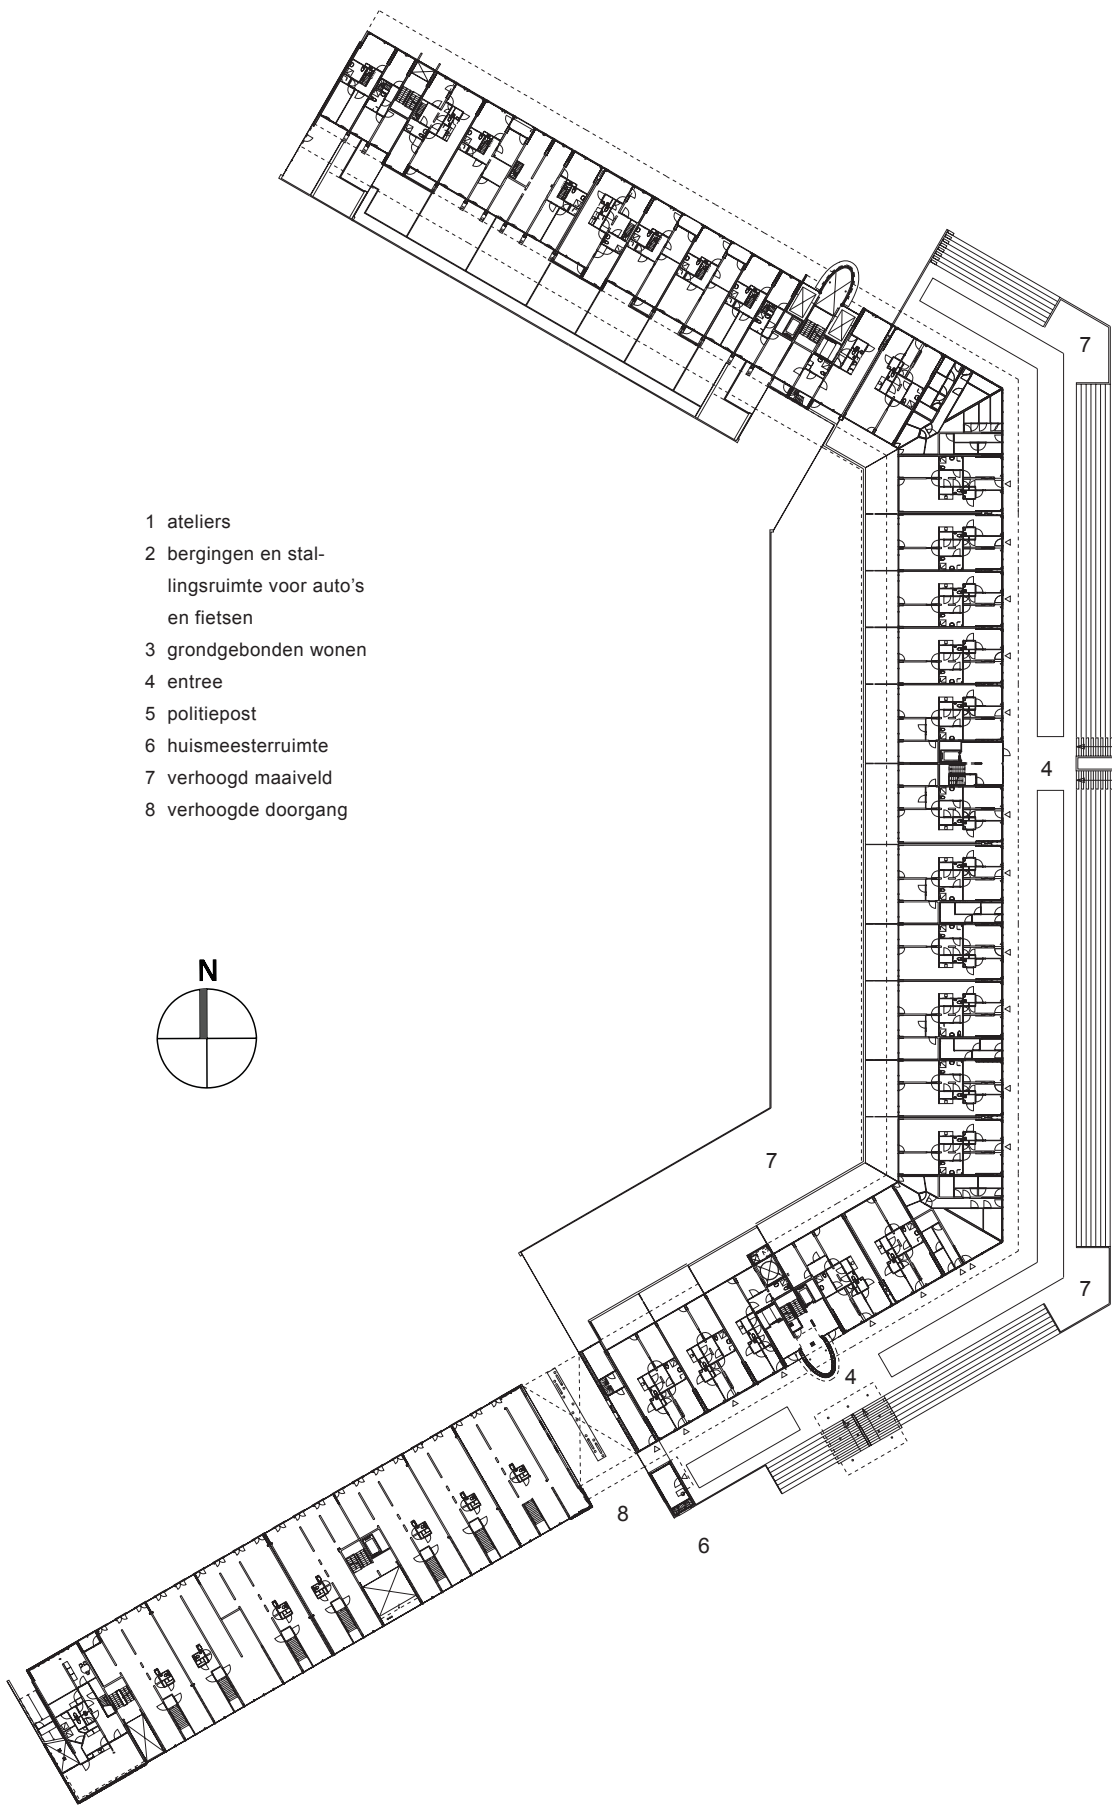 7
1 ateliers
2 bergingen en stal-
lingsruimte voor auto's
en fietsen
3 grondgebonden wonen
4 entree
5 politiepost
6 huismeesterruimte
7 verhoogd maaiveld
8 verhoogde doorgang
4
N
7
7
4
8
6